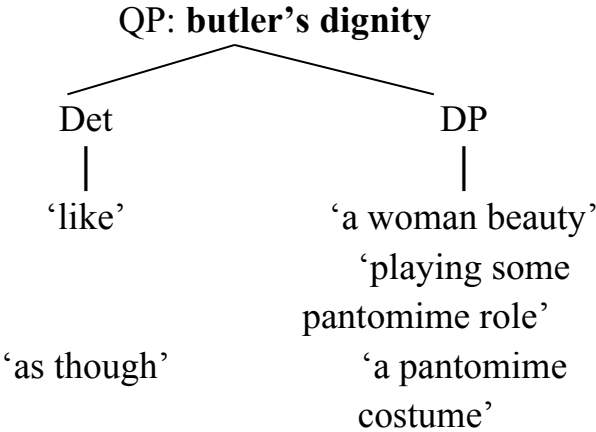 QP: butler’s dignity
Det DP
‘like’ ‘a woman beauty’
‘playing some
pantomime role’
‘as though’ ‘a pantomime
costume’